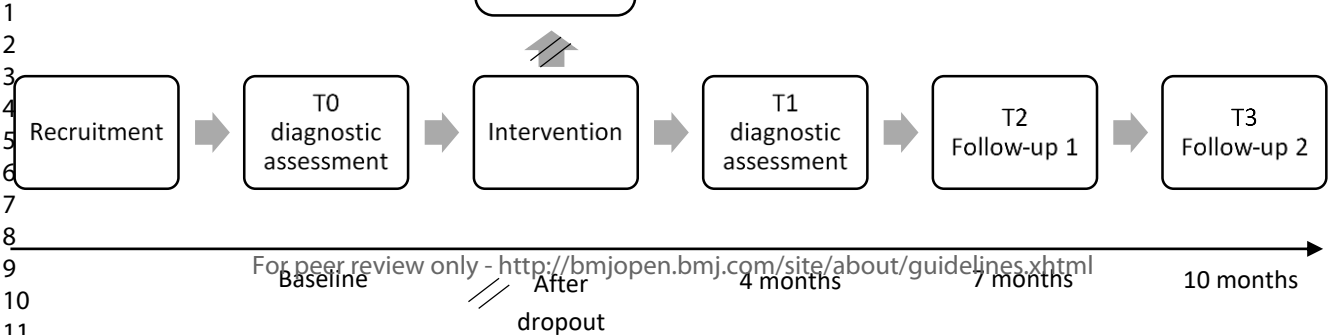 1
2
3
4
5
6
7
8
9
10
11
Recruitment
T0
diagnostic
assessment
Intervention
T1
diagnostic
assessment
T2
Follow-up 1
T3
Follow-up 2
For peer review only - http://bmjopen.bmj.com/site/about/guidelines.xhtml
Baseline
After
dropout
4 months
7 months
10 months